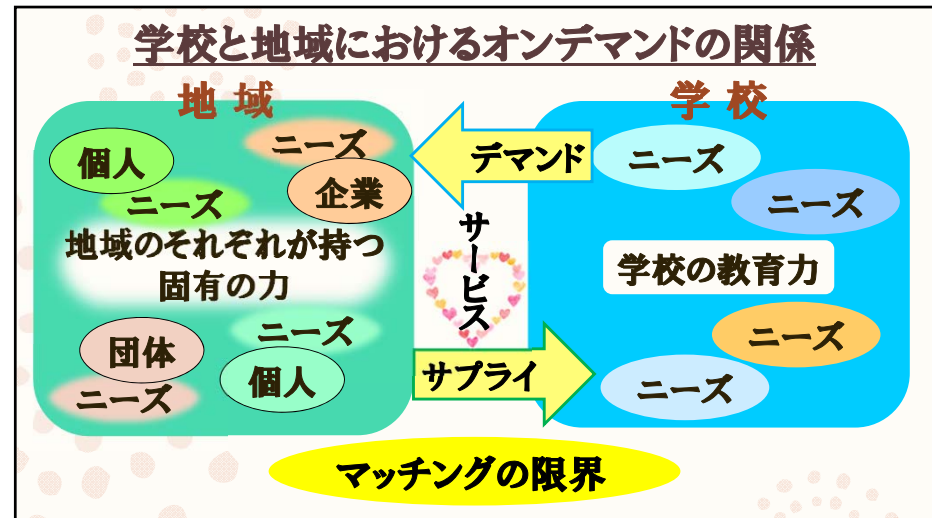 学校と地域におけるオンデマンドの関係
地 域
学 校
個人
ニーズ
ニーズ
企業
地域のそれぞれが持つ
固有の力
団体
ニーズ
ニーズ
個人
デマンド
サービス
サプライ
ニーズ
ニーズ
学校の教育力
ニーズ
ニーズ
マッチングの限界